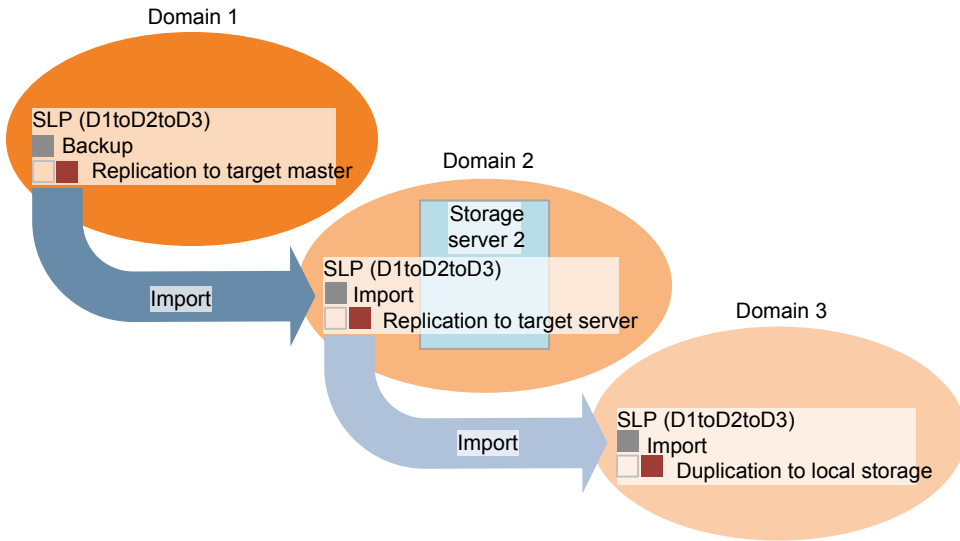 Domain 1
SLP (D1toD2toD3)
Backup
Replication to target master
Import
Domain 2
Storage
server 2
SLP (D1toD2toD3)
Import
Replication to target server
Import
Domain 3
SLP (D1toD2toD3)
Import
Duplication to local storage